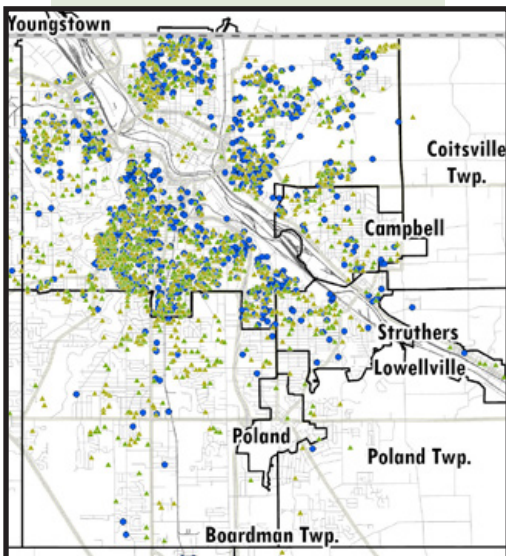 Youngstown
Coitsville
Twp.
Campbell
Struthers
Lowellville
Poland
Poland Twp.
Boardman Twp.